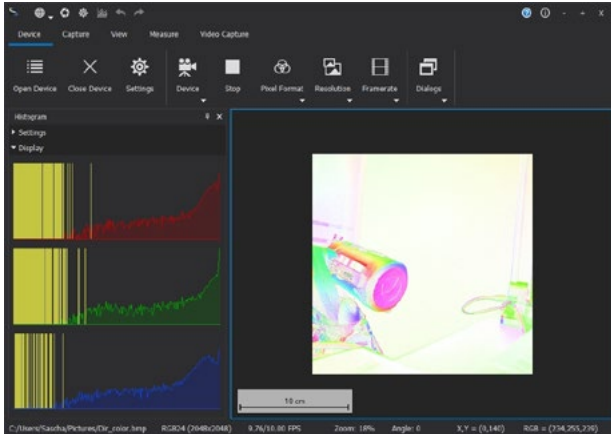 Device Capture View Measure Video Capture
Open Device Close Device Settings Device Stop Pixel Format Resolution Framerate Dialogs
Histogram
Settings
Display
10 cm
C:/Users/Sascha/Pictures/Dir_color.bmp RGB24 (2048x2048) 9.76/10.00 FPS Zoom: 18% Angle: 0 X,Y = (0,140) RGB = (234,255,239)